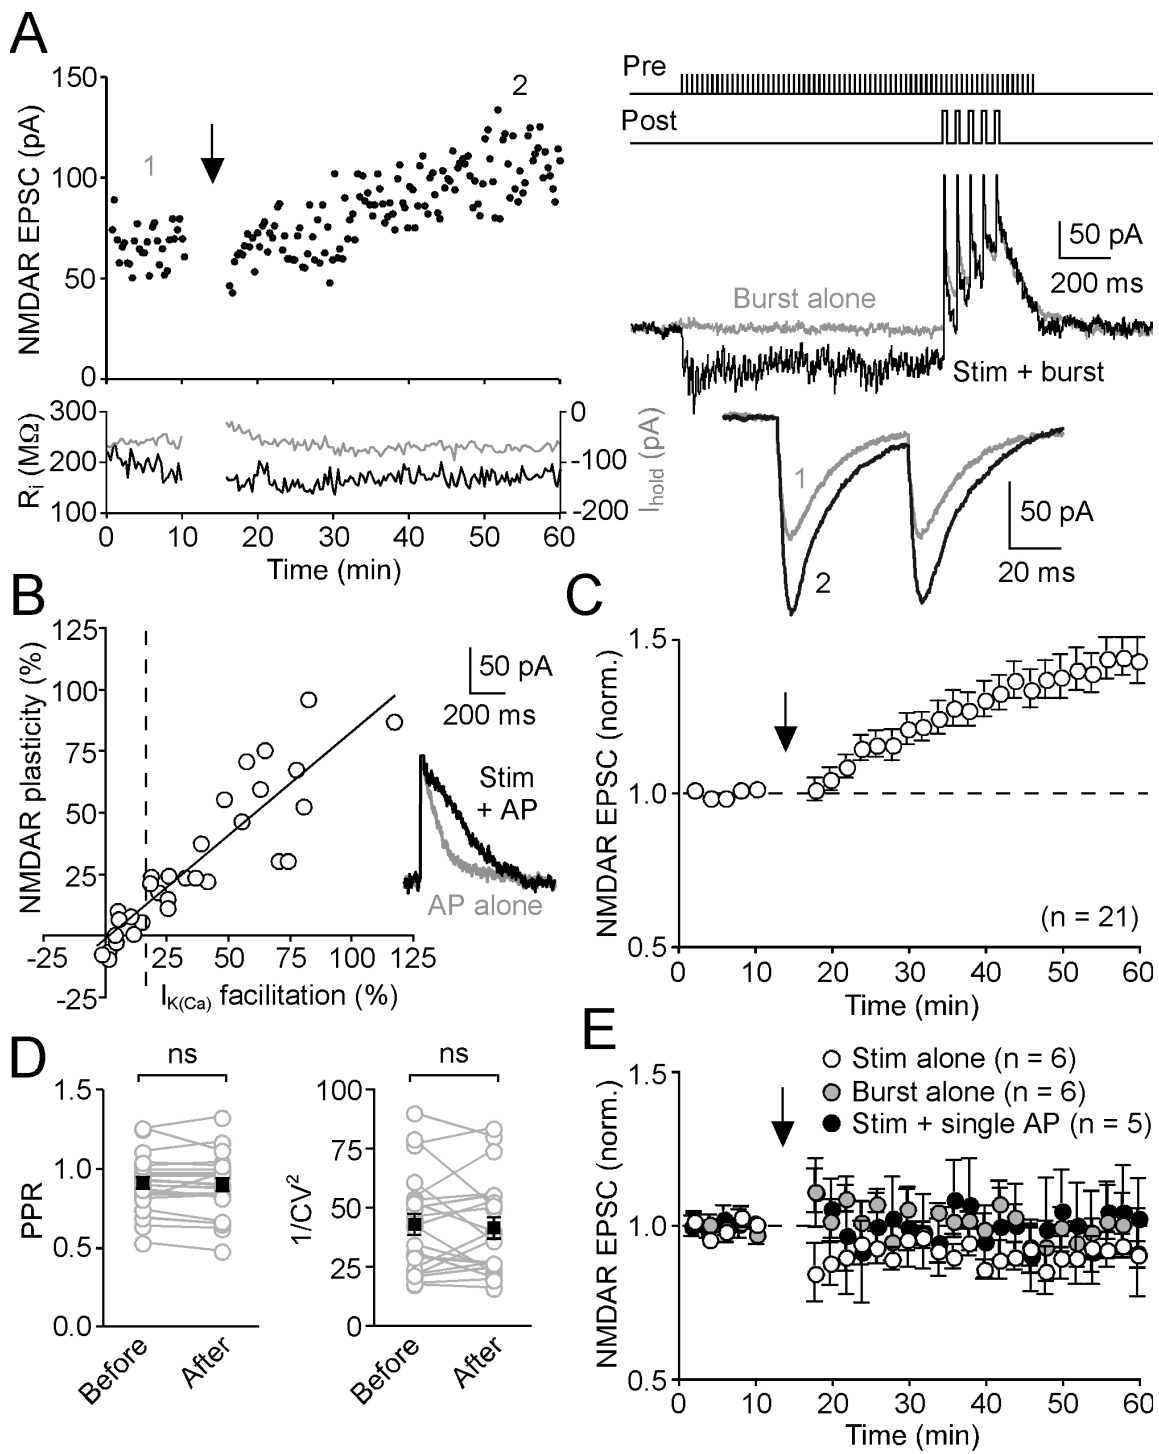 A
150
100
50
0
NMDAR EPSC (pA)
1
2
300
200
100
Ri (MΩ)
0
-100
-200
Ihold (pA)
0
10
20
30
40
50
60
Time (min)
Pre
Post
50 pA
200 ms
Burst alone
Stim + burst
1
2
50 pA
20 ms
B
125
100
75
50
25
-25
NMDAR plasticity (%)
-25
25
50
75
100
125
IK(Ca) facilitation (%)
50 pA
200 ms
Stim
+ AP
AP alone
C
1.5
1.0
0.5
NMDAR EPSC (norm.)
(n = 21)
0
10
20
30
40
50
60
Time (min)
D
ns
1.5
1.0
0.5
0.0
PPR
Before
After
ns
100
75
50
25
0
1/CV²
Before
After
E
Stim alone (n = 6)
Burst alone (n = 6)
Stim + single AP (n = 5)
1.5
1.0
0.5
NMDAR EPSC (norm.)
0
10
20
30
40
50
60
Time (min)